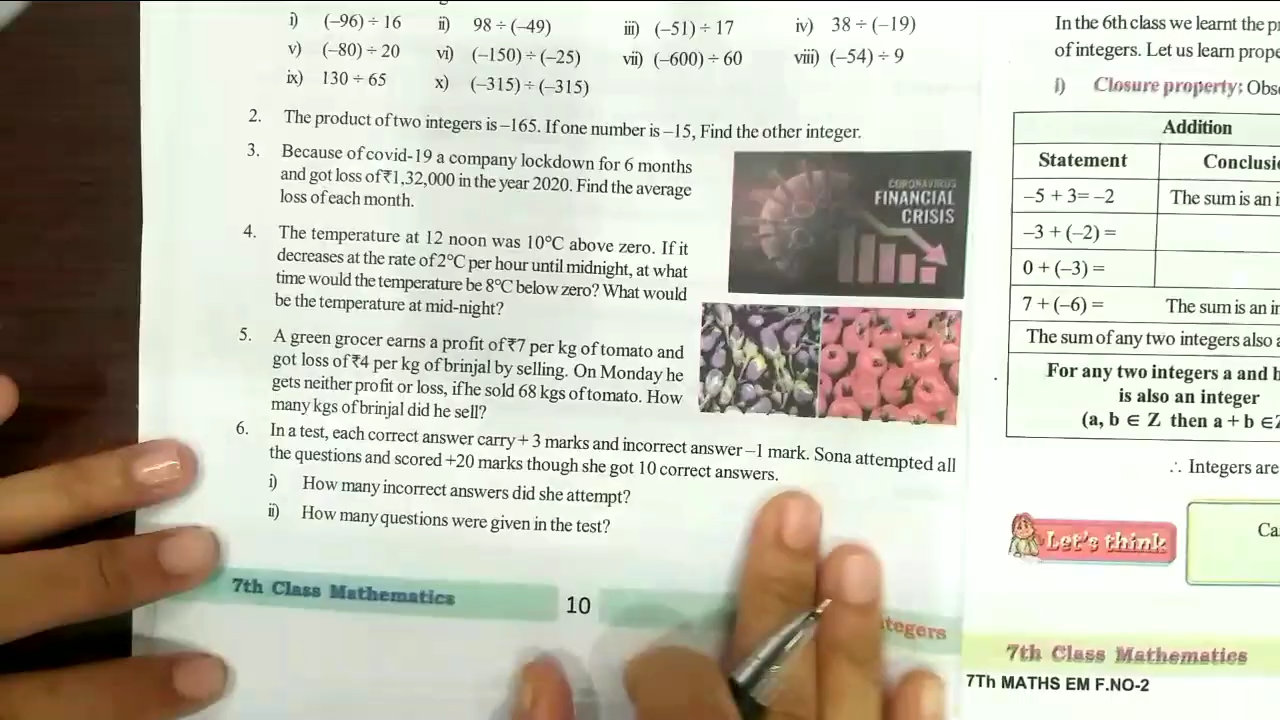 i) (–96) ÷ 16 ii) 98 ÷ (–49) iii) (–51) ÷ 17 iv) 38 ÷ (–19)
v) (–80) ÷ 20 vi) (–150) ÷ (–25) vii) (–600) ÷ 60 viii) (–54) ÷ 9
ix) 130 ÷ 65 x) (–315) ÷ (–315)
2. The product of two integers is –165. If one number is –15, Find the other integer.
3. Because of covid-19 a company lockdown for 6 months
and got loss of ₹1,32,000 in the year 2020. Find the average
loss of each month.
CORONAVIRUS
FINANCIAL
CRISIS
4. The temperature at 12 noon was 10°C above zero. If it
decreases at the rate of 2°C per hour until midnight, at what
time would the temperature be 8°C below zero? What would
be the temperature at mid-night?
5. A green grocer earns a profit of ₹7 per kg of tomato and
got loss of ₹4 per kg of brinjal by selling. On Monday he
gets neither profit or loss, if he sold 68 kgs of tomato. How
many kgs of brinjal did he sell?
6. In a test, each correct answer carry + 3 marks and incorrect answer –1 mark. Sona attempted all
the questions and scored +20 marks though she got 10 correct answers.
i) How many incorrect answers did she attempt?
ii) How many questions were given in the test?
7th Class Mathematics 10 tegers
In the 6th class we learnt the
of integers. Let us learn
i) Closure property:
Addition
Statement
–5 + 3= –2 The sum is an
–3 + (–2) =
0 + (–3) =
7 + (–6) = The sum is an
The sum of any two integers also
For any two integers a and b
is also an integer
(a, b ∈ Z then a + b ∈
∴ Integers are
Let's think
7th Class Mathematics
7Th MATHS EM F.NO-2